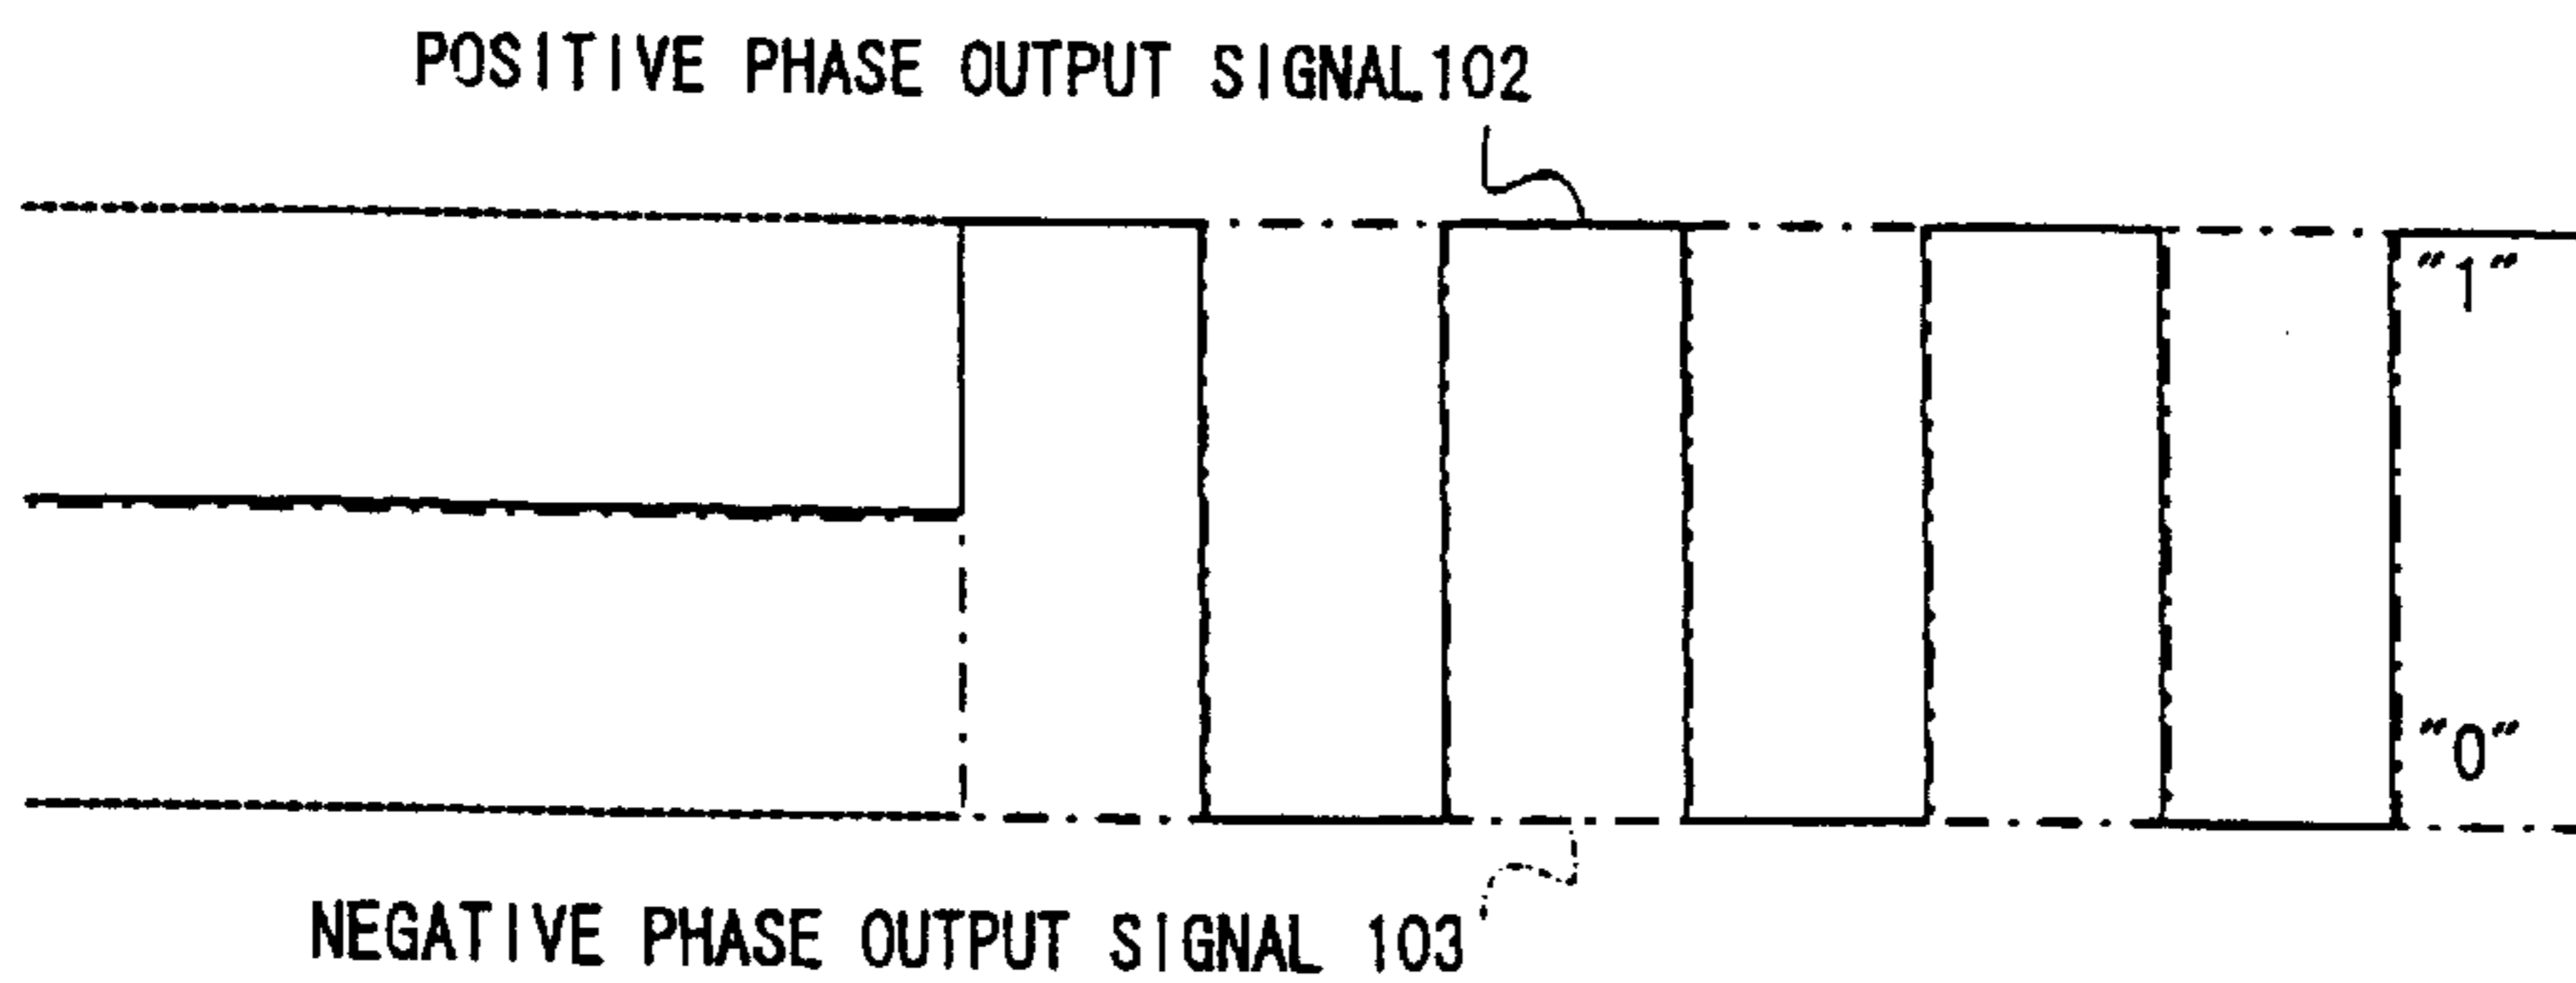 POSITIVE PHASE OUTPUT SIGNAL102
"1"
"0"
NEGATIVE PHASE OUTPUT SIGNAL 103